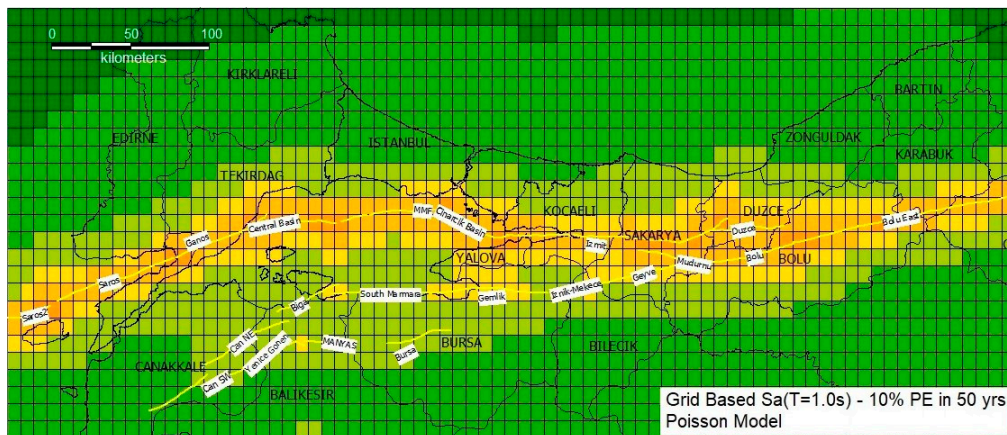 0 50 100
kilometers
KIRKLARELI
BARTIN
EDIRNE
ISTANBUL
ZONGULDAK
KARABUK
TEKIRDAG
KOCAELI
DUZCE
MMF
Cinarcik Basin
Bolu East
Central Basin
Duzce
SAKARYA
Izmit
Ganos
YALOVA
Mudurnu
Bolu
BOLU
Saros
Geyve
Iznik-Mekece
South Marmara
Gemlik
Biga
Saros2
Can NE
MANYAS
BURSA
Bursa
BILECIK
Yenice Gonen
CANAKKALE
Can SW
BALIKESIR
Grid Based Sa(T=1.0s) - 10% PE in 50 yrs
Poisson Model